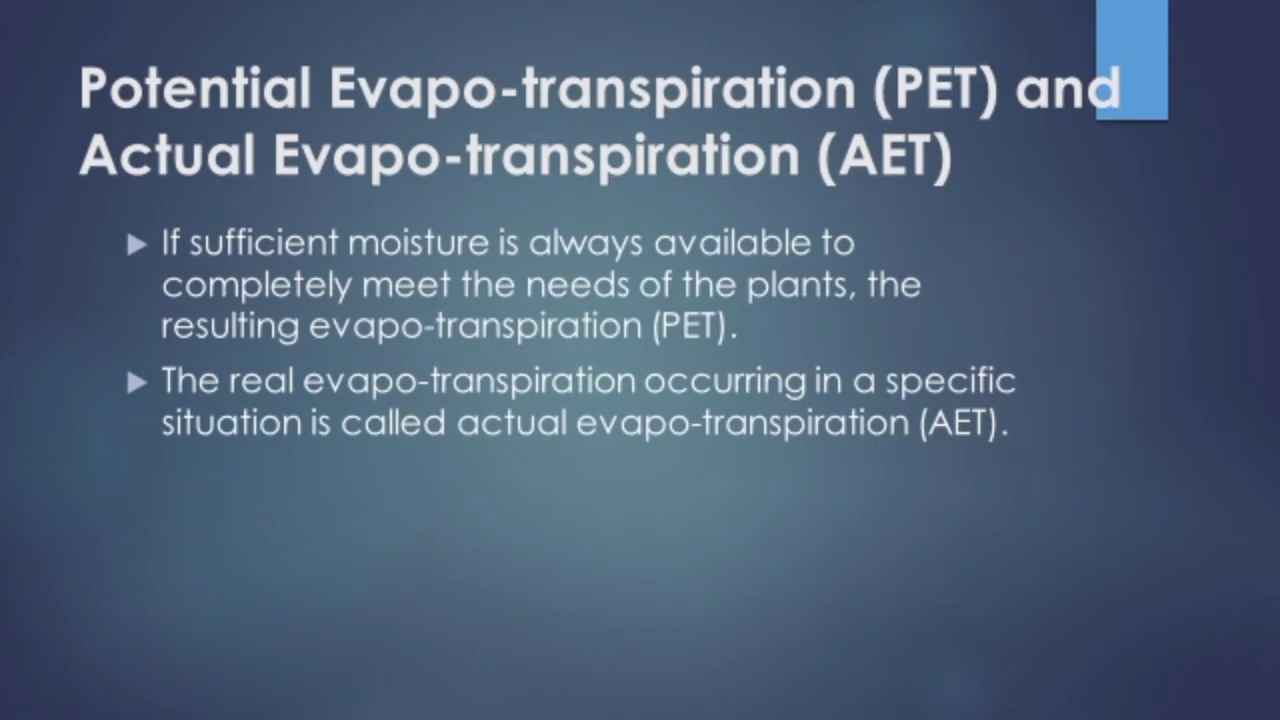 Potential Evapo-transpiration (PET) and
Actual Evapo-transpiration (AET)
If sufficient moisture is always available to
completely meet the needs of the plants, the
resulting evapo-transpiration (PET).
The real evapo-transpiration occurring in a specific
situation is called actual evapo-transpiration (AET).